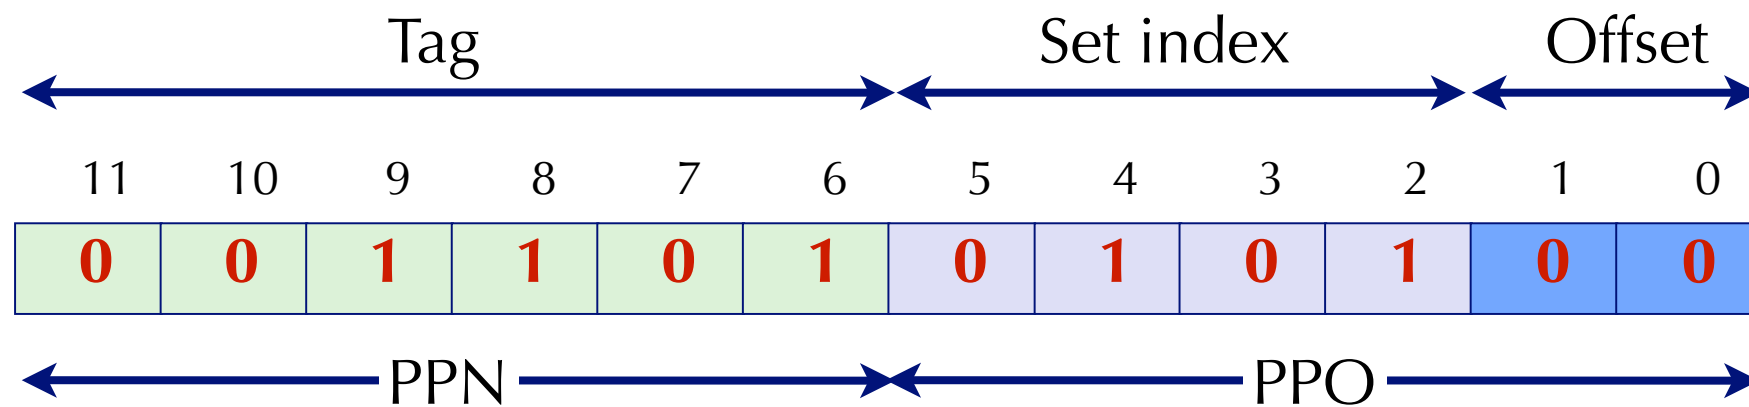 Tag Set index Offset
11 10 9 8 7 6 5 4 3 2 1 0
0 0 1 1 0 1 0 1 0 1 0 0
PPN PPO